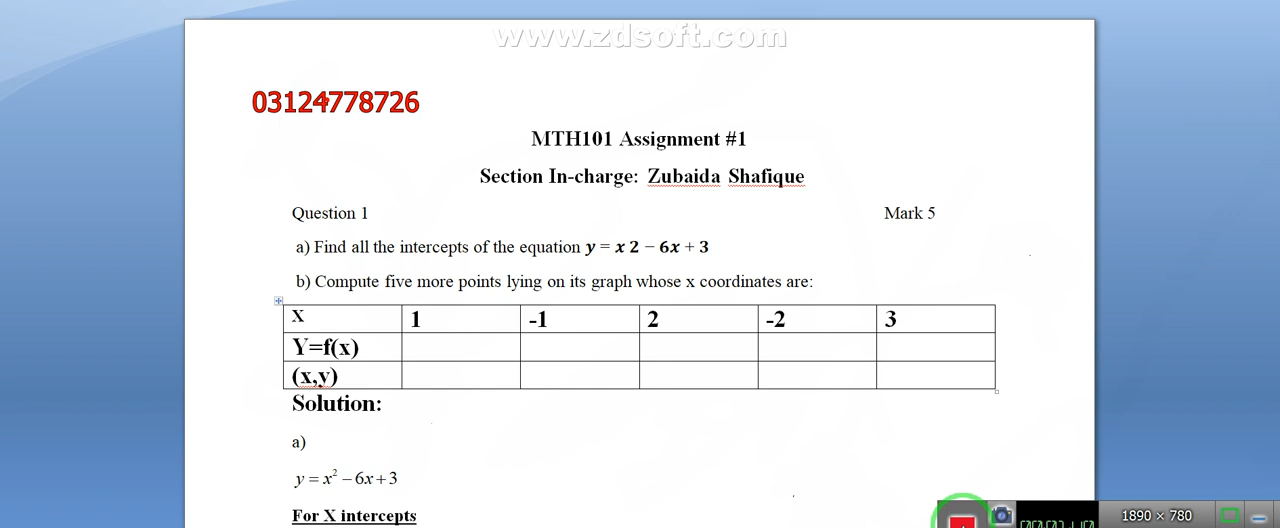 www.zdsoft.com
03124778726
MTH101 Assignment #1
Section In-charge: Zubaida Shafique
Question 1 Mark 5
a) Find all the intercepts of the equation y = x 2 − 6x + 3
b) Compute five more points lying on its graph whose x coordinates are:
X 1 -1 2 -2 3
Y=f(x)
(x,y)
Solution:
a)
y = x² − 6x + 3
For X intercepts
1890 × 780